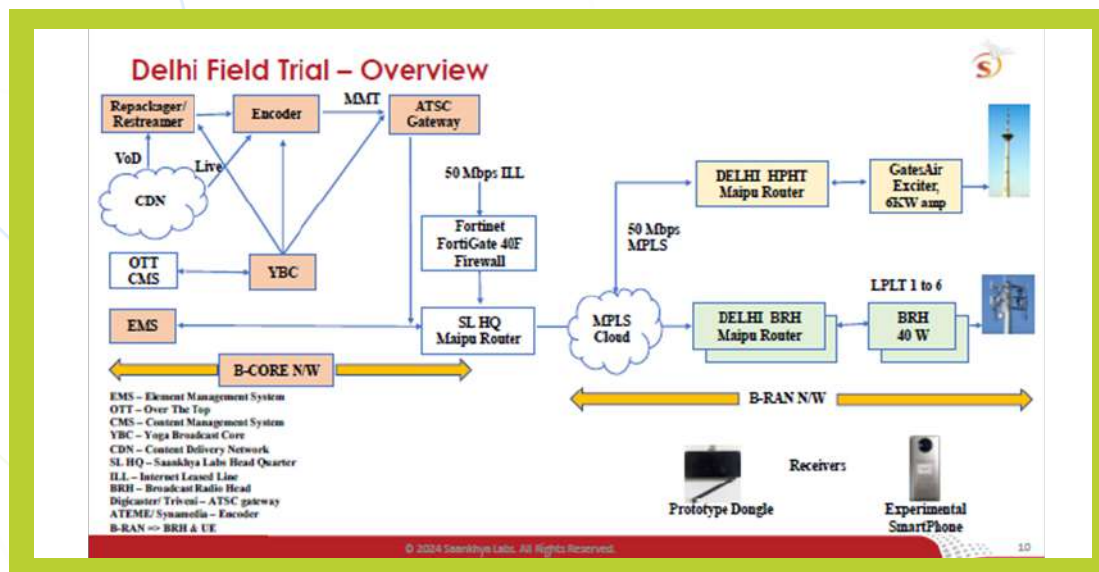 Delhi Field Trial – Overview
S
Repackager/
Restreamer
Encoder
MMT
ATSC
Gateway
VoD
Live
CDN
50 Mbps ILL
DELHI HPHT
Maipu Router
GatesAir
Exciter,
6KW amp
Fortinet
FortiGate 40F
Firewall
50 Mbps
MPLS
OTT
CMS
YBC
LPLT 1 to 6
EMS
SL HQ
Maipu Router
MPLS
Cloud
DELHI BRH
Maipu Router
BRH
40 W
B-CORE N/W
B-RAN N/W
EMS – Element Management System
OTT – Over The Top
CMS – Content Management System
YBC – Yoga Broadcast Core
CDN – Content Delivery Network
SL HQ – Saankhya Labs Head Quarter
ILL – Internet Leased Line
BRH – Broadcast Radio Head
Digicaster/ Triveni – ATSC gateway
ATEME/ Synamedia – Encoder
B-RAN => BRH & UE
Receivers
Prototype Dongle
Experimental
SmartPhone
© 2024 Saankhya Labs. All Rights Reserved.
10